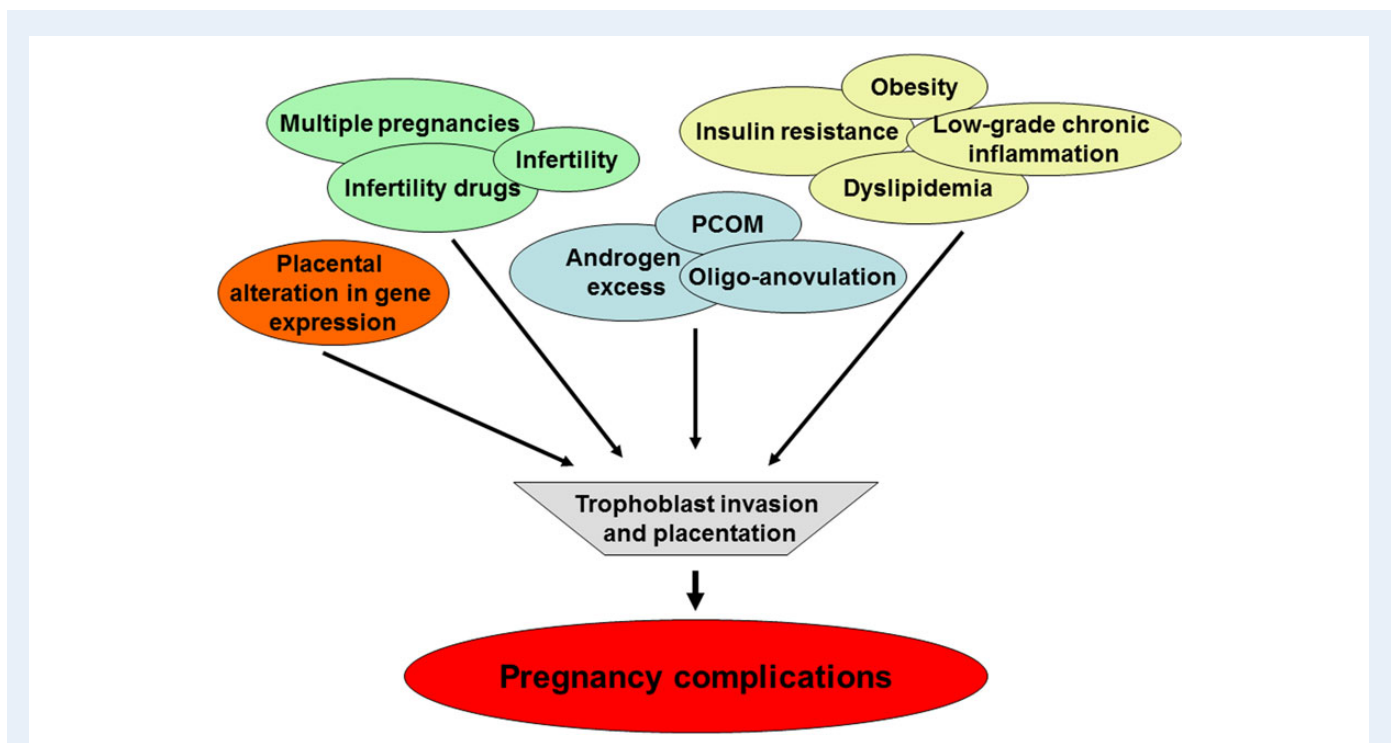 Multiple pregnancies
Infertility
Infertility drugs
Obesity
Insulin resistance
Low-grade chronic
inflammation
Dyslipidemia
PCOM
Androgen
excess
Oligo-anovulation
Placental
alteration in gene
expression
Trophoblast invasion
and placentation
Pregnancy complications